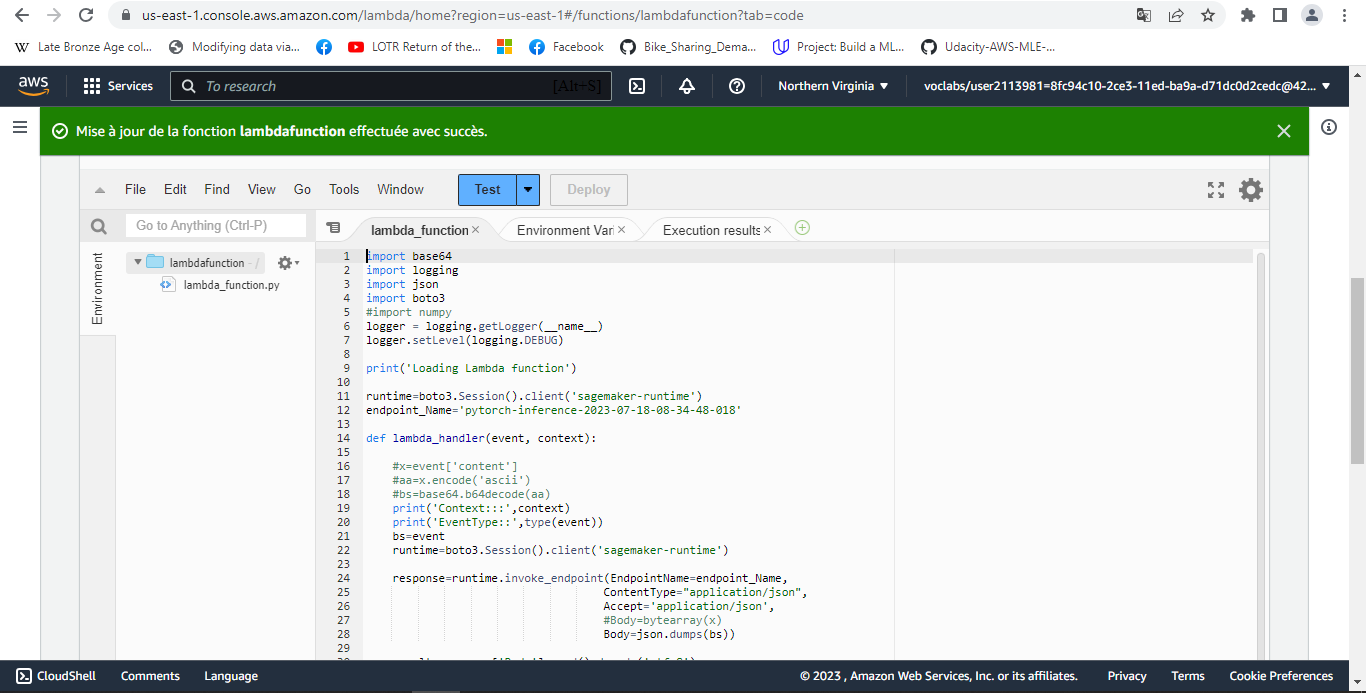 us-east-1.console.aws.amazon.com/lambda/home?region=us-east-1#/functions/lambdafunction?tab=code
W Late Bronze Age col... Modifying data via... LOTR Return of the... Facebook Bike_Sharing_Dema... Project: Build a ML... Udacity-AWS-MLE-...
aws Services To research [Alt+S] Northern Virginia voclabs/user2113981=8fc94c10-2ce3-11ed-ba9a-d71dc0d2cedc@42...
Mise à jour de la fonction lambdafunction effectuée avec succès.
File Edit Find View Go Tools Window Test Deploy
Go to Anything (Ctrl-P)
lambda_function Environment Vari Execution results
Environment
lambdafunction - /
lambda_function.py
1 import base64
2 import logging
3 import json
4 import boto3
5 #import numpy
6 logger = logging.getLogger(__name__)
7 logger.setLevel(logging.DEBUG)
8
9 print('Loading Lambda function')
10
11 runtime=boto3.Session().client('sagemaker-runtime')
12 endpoint_Name='pytorch-inference-2023-07-18-08-34-48-018'
13
14 def lambda_handler(event, context):
15
16 #x=event['content']
17 #aa=x.encode('ascii')
18 #bs=base64.b64decode(aa)
19 print('Context:::',context)
20 print('EventType::',type(event))
21 bs=event
22 runtime=boto3.Session().client('sagemaker-runtime')
23
24 response=runtime.invoke_endpoint(EndpointName=endpoint_Name,
25 ContentType="application/json",
26 Accept='application/json',
27 #Body=bytearray(x)
28 Body=json.dumps(bs))
29
CloudShell Comments Language © 2023 , Amazon Web Services, Inc. or its affiliates. Privacy Terms Cookie Preferences